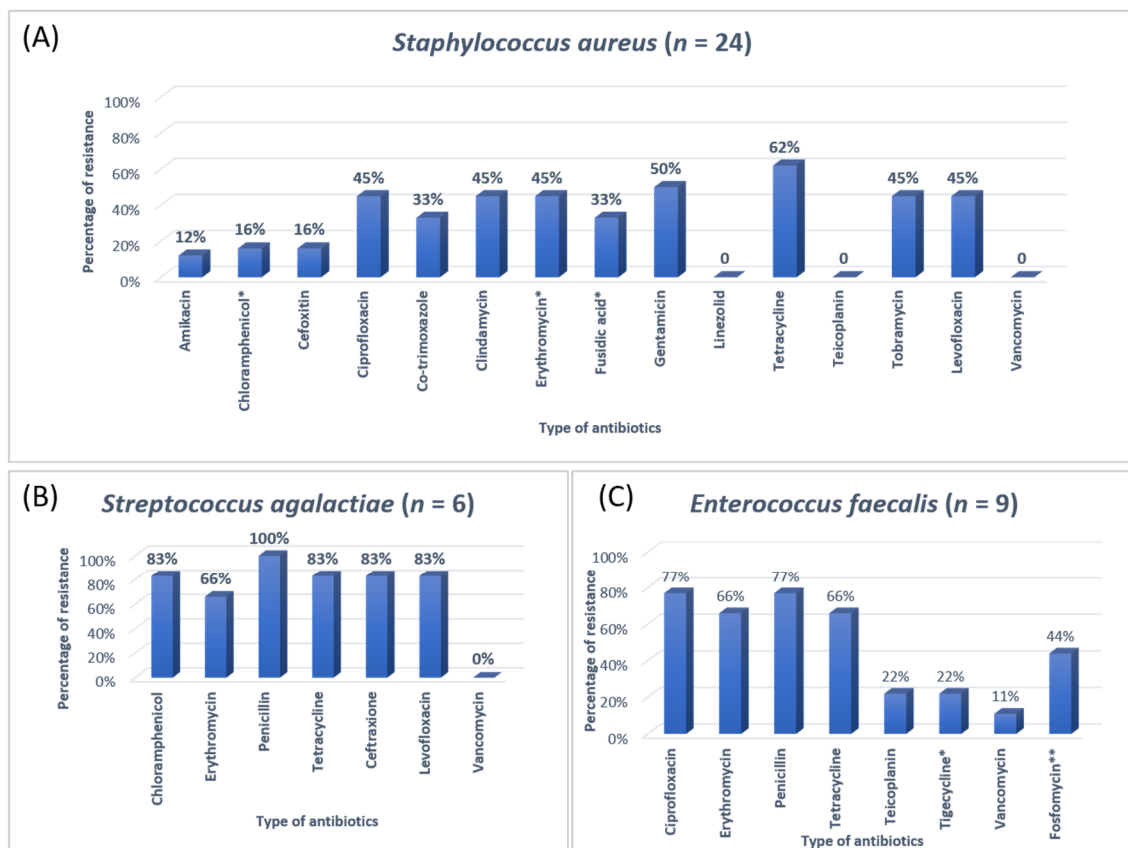 (A)
Staphylococcus aureus (n = 24)
Percentage of resistance
100%
80%
60%
40%
20%
0%
12%
16%
16%
45%
33%
45%
45%
33%
50%
0
62%
0
45%
45%
0
Amikacin
Chloramphenicol*
Cefoxitin
Ciprofloxacin
Co-trimoxazole
Clindamycin
Erythromycin*
Fusidic acid*
Gentamicin
Linezolid
Tetracycline
Teicoplanin
Tobramycin
Levofloxacin
Vancomycin
Type of antibiotics
(B)
Streptococcus agalactiae (n = 6)
Percentage of resistance
100%
80%
60%
40%
20%
0%
83%
66%
100%
83%
83%
83%
0%
Chloramphenicol
Erythromycin
Penicillin
Tetracycline
Ceftraxione
Levofloxacin
Vancomycin
Type of antibiotics
(C)
Enterococcus faecalis (n = 9)
Percentage of resistance
100%
80%
60%
40%
20%
0%
77%
66%
77%
66%
22%
22%
11%
44%
Ciprofloxacin
Erythromycin
Penicillin
Tetracycline
Teicoplanin
Tigecycline*
Vancomycin
Fosfomycin**
Type of antibiotics